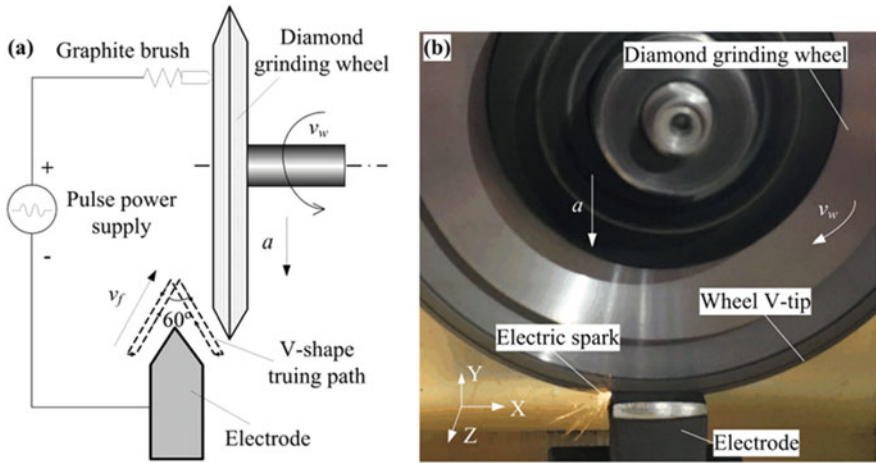 (a)
Graphite brush
Diamond
grinding wheel
v_w
+
Pulse power
supply
-
a
v_f
60°
V-shape
truing path
Electrode
(b)
Diamond grinding wheel
a
v_w
Wheel V-tip
Electric spark
Y
X
Z
Electrode